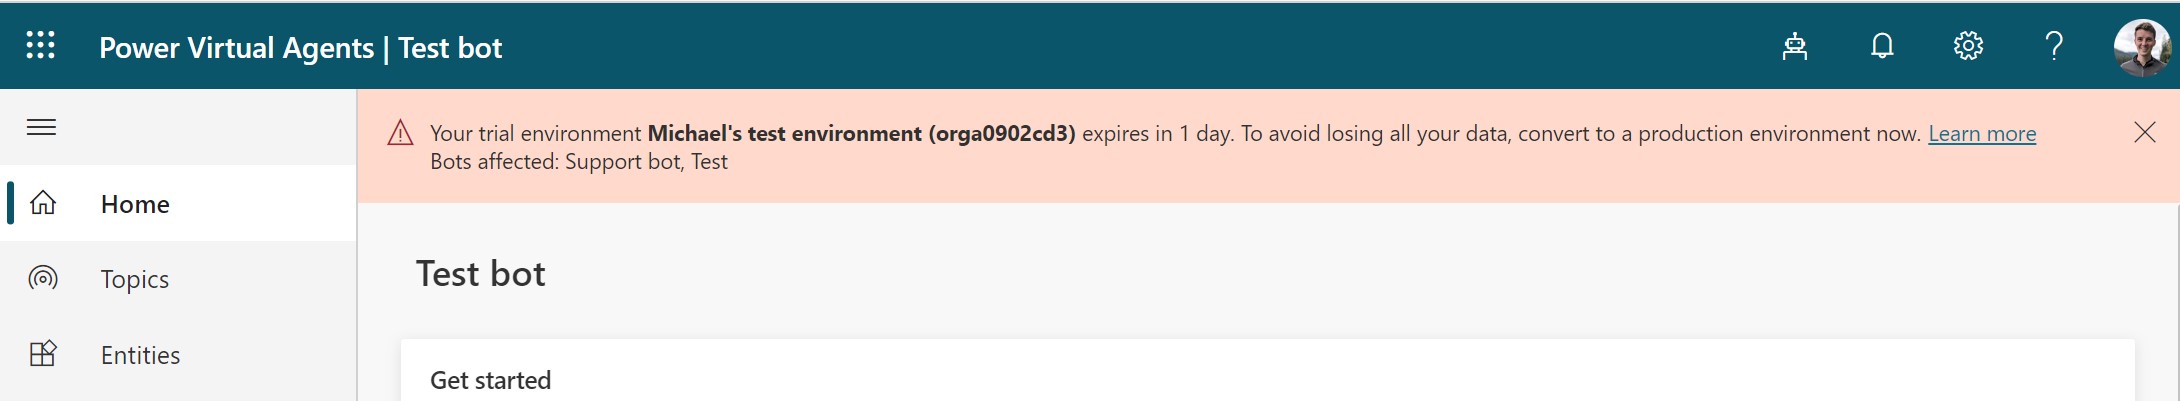 Power Virtual Agents | Test bot
Your trial environment Michael's test environment (orga0902cd3) expires in 1 day. To avoid losing all your data, convert to a production environment now. Learn more
Bots affected: Support bot, Test
Home
Topics
Entities
Test bot
Get started